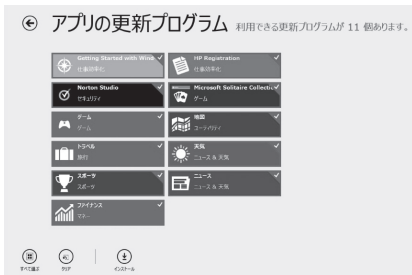 アプリの更新プログラム 利用できる更新プログラムが 11 個あります。
Getting Started with Wind
仕事効率化
HP Registration
仕事効率化
Norton Studio
セキュリティ
Microsoft Solitaire Collectic
ゲーム
ゲーム
ゲーム
地図
ユーティリティ
トラベル
旅行
天気
ニュース & 天気
スポーツ
スポーツ
ニュース
ニュース & 天気
ファイナンス
マネー
すべて選ぶ
クリア
インストール